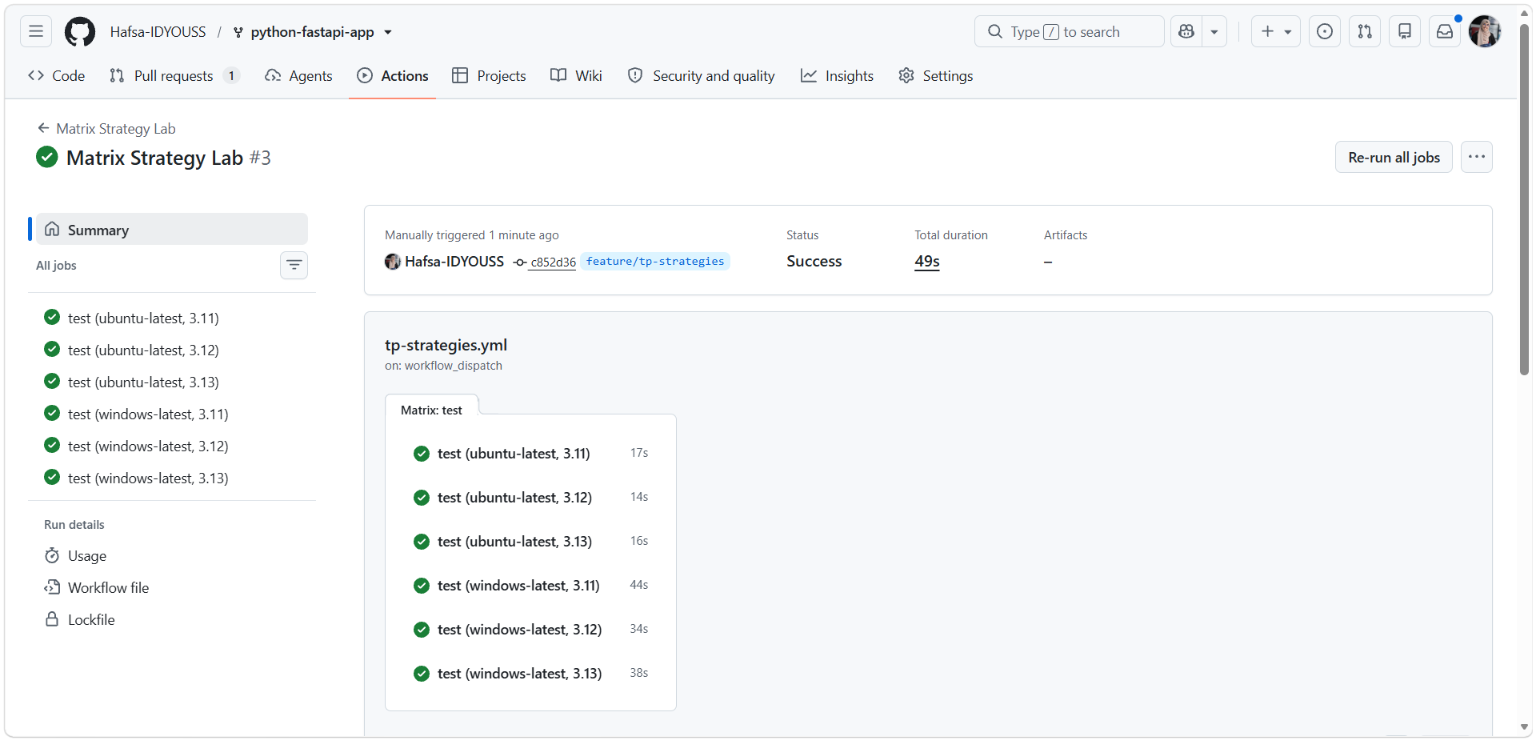 Hafsa-IDYOUSS / python-fastapi-app Type / to search
Code Pull requests 1 Agents Actions Projects Wiki Security and quality Insights Settings
Matrix Strategy Lab
Matrix Strategy Lab #3
Re-run all jobs
Summary
All jobs
test (ubuntu-latest, 3.11)
test (ubuntu-latest, 3.12)
test (ubuntu-latest, 3.13)
test (windows-latest, 3.11)
test (windows-latest, 3.12)
test (windows-latest, 3.13)
Run details
Usage
Workflow file
Lockfile
Manually triggered 1 minute ago Status Total duration Artifacts
Hafsa-IDYOUSS c852d36 feature/tp-strategies Success 49s –
tp-strategies.yml
on: workflow_dispatch
Matrix: test
test (ubuntu-latest, 3.11) 17s
test (ubuntu-latest, 3.12) 14s
test (ubuntu-latest, 3.13) 16s
test (windows-latest, 3.11) 44s
test (windows-latest, 3.12) 34s
test (windows-latest, 3.13) 38s